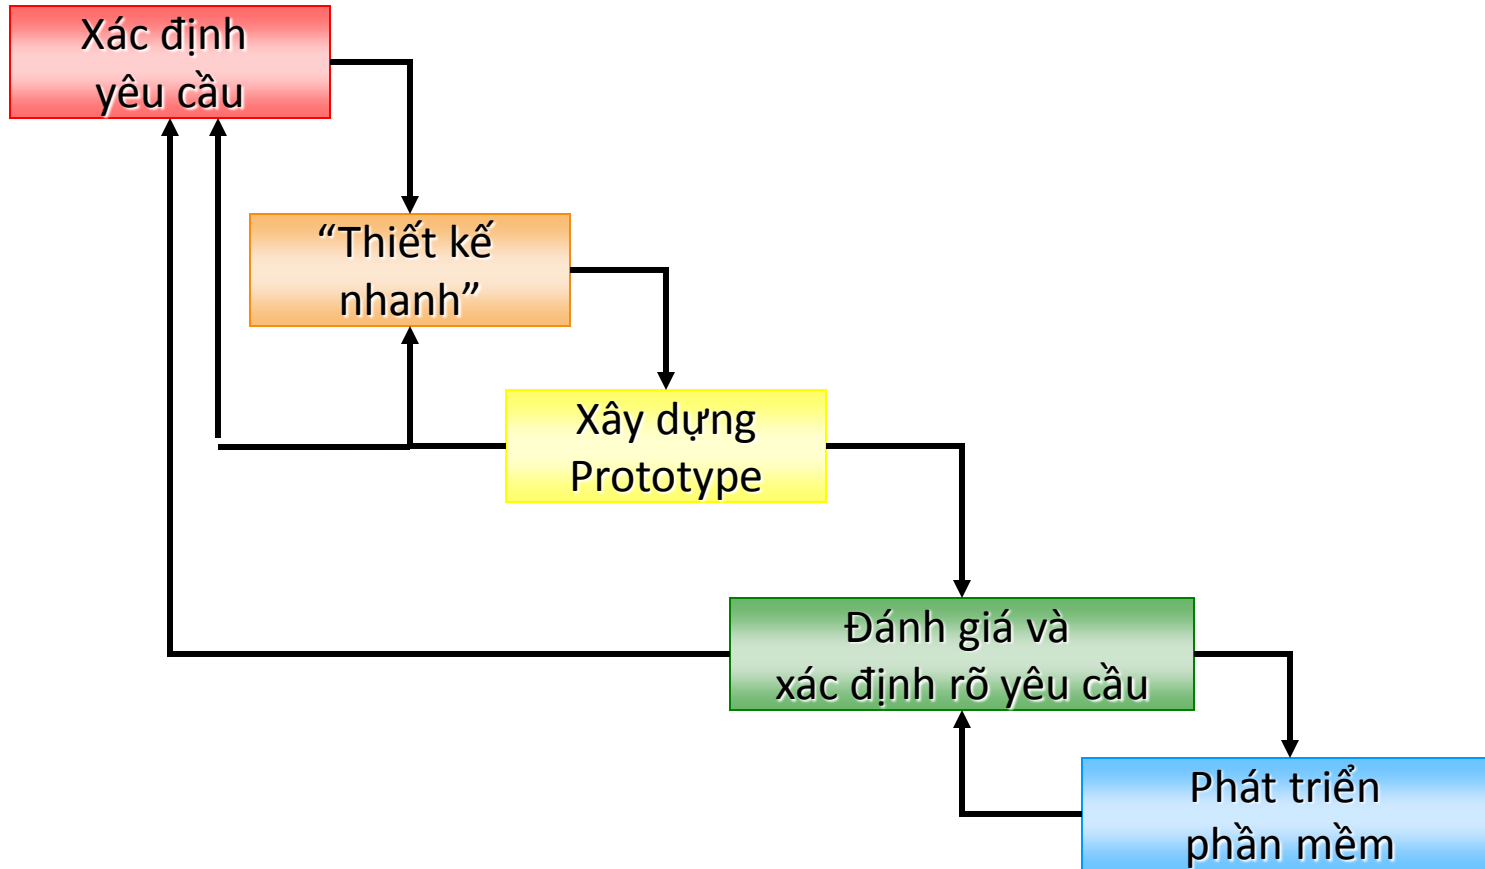 Xác định
yêu cầu
“Thiết kế
nhanh”
Xây dựng
Prototype
Đánh giá và
xác định rõ yêu cầu
Phát triển
phần mềm